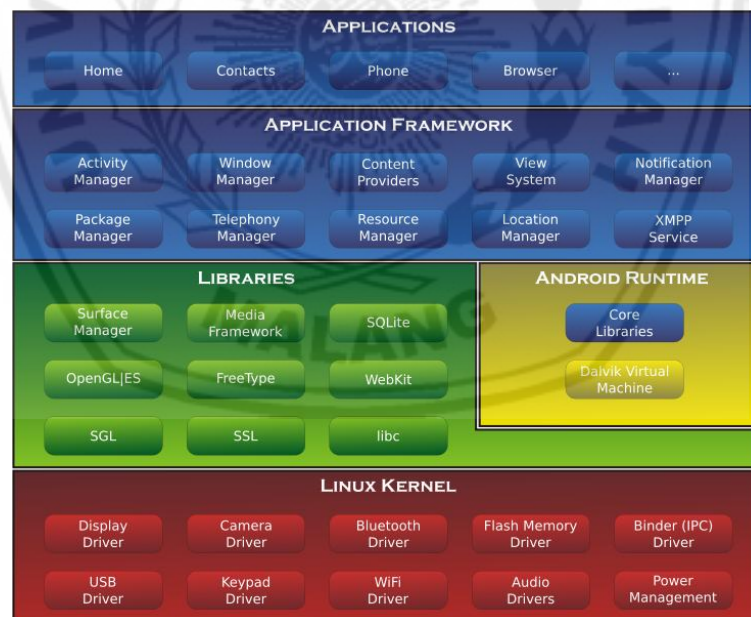 APPLICATIONS
Home Contacts Phone Browser ...
APPLICATION FRAMEWORK
Activity Manager Window Manager Content Providers View System Notification Manager
Package Manager Telephony Manager Resource Manager Location Manager XMPP Service
LIBRARIES
Surface Manager Media Framework SQLite
OpenGL|ES FreeType WebKit
SGL SSL libc
ANDROID RUNTIME
Core Libraries
Dalvik Virtual Machine
LINUX KERNEL
Display Driver Camera Driver Bluetooth Driver Flash Memory Driver Binder (IPC) Driver
USB Driver Keypad Driver WiFi Driver Audio Drivers Power Management
MALANG